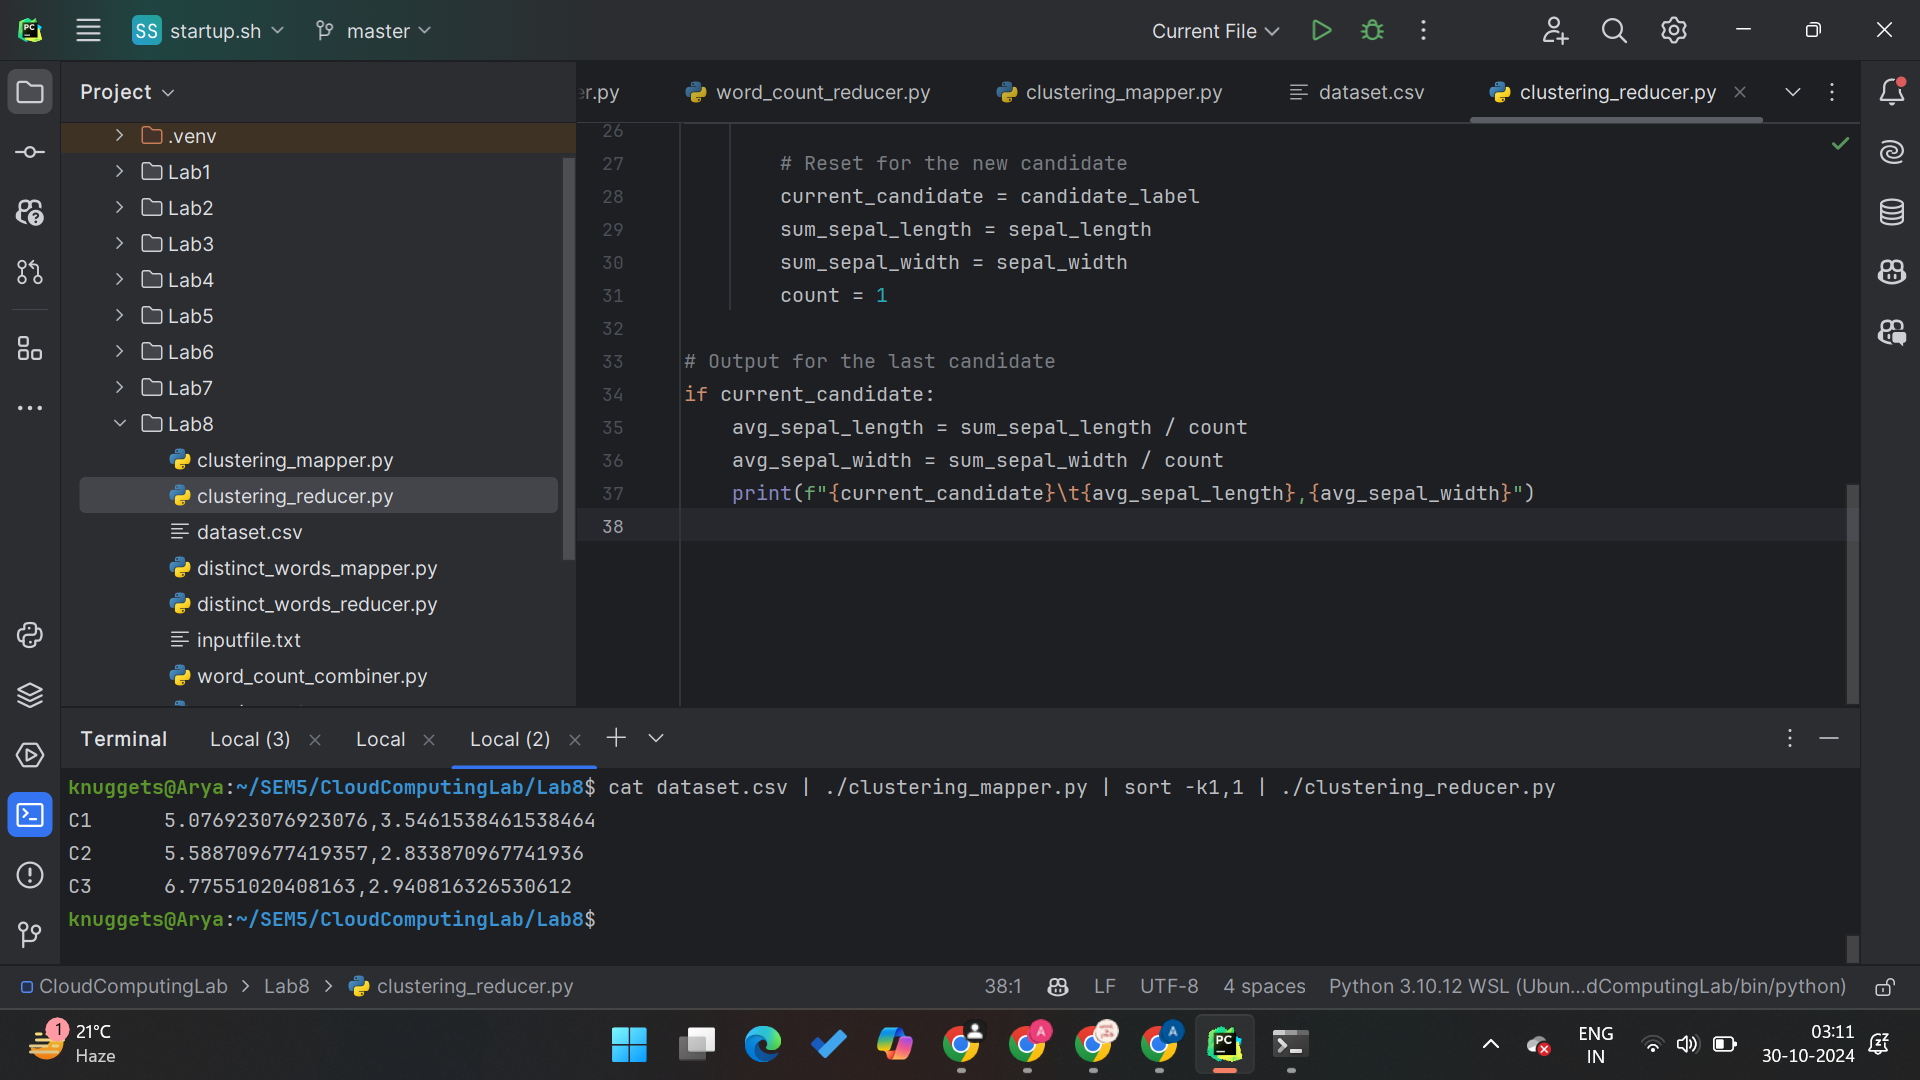 SS startup.sh master Current File
Project
er.py word_count_reducer.py clustering_mapper.py dataset.csv clustering_reducer.py
.venv
Lab1
Lab2
Lab3
Lab4
Lab5
Lab6
Lab7
Lab8
clustering_mapper.py
clustering_reducer.py
dataset.csv
distinct_words_mapper.py
distinct_words_reducer.py
inputfile.txt
word_count_combiner.py
26
27 # Reset for the new candidate
28 current_candidate = candidate_label
29 sum_sepal_length = sepal_length
30 sum_sepal_width = sepal_width
31 count = 1
32
33 # Output for the last candidate
34 if current_candidate:
35 avg_sepal_length = sum_sepal_length / count
36 avg_sepal_width = sum_sepal_width / count
37 print(f"{current_candidate}\t{avg_sepal_length},{avg_sepal_width}")
38
Terminal Local (3) Local Local (2)
knuggets@Arya:~/SEM5/CloudComputingLab/Lab8$ cat dataset.csv | ./clustering_mapper.py | sort -k1,1 | ./clustering_reducer.py
C1 5.076923076923076,3.5461538461538464
C2 5.588709677419357,2.833870967741936
C3 6.77551020408163,2.940816326530612
knuggets@Arya:~/SEM5/CloudComputingLab/Lab8$
CloudComputingLab > Lab8 > clustering_reducer.py 38:1 LF UTF-8 4 spaces Python 3.10.12 WSL (Ubun...dComputingLab/bin/python)
1 21°C
Haze
A
A
PC
ENG
IN
03:11
30-10-2024